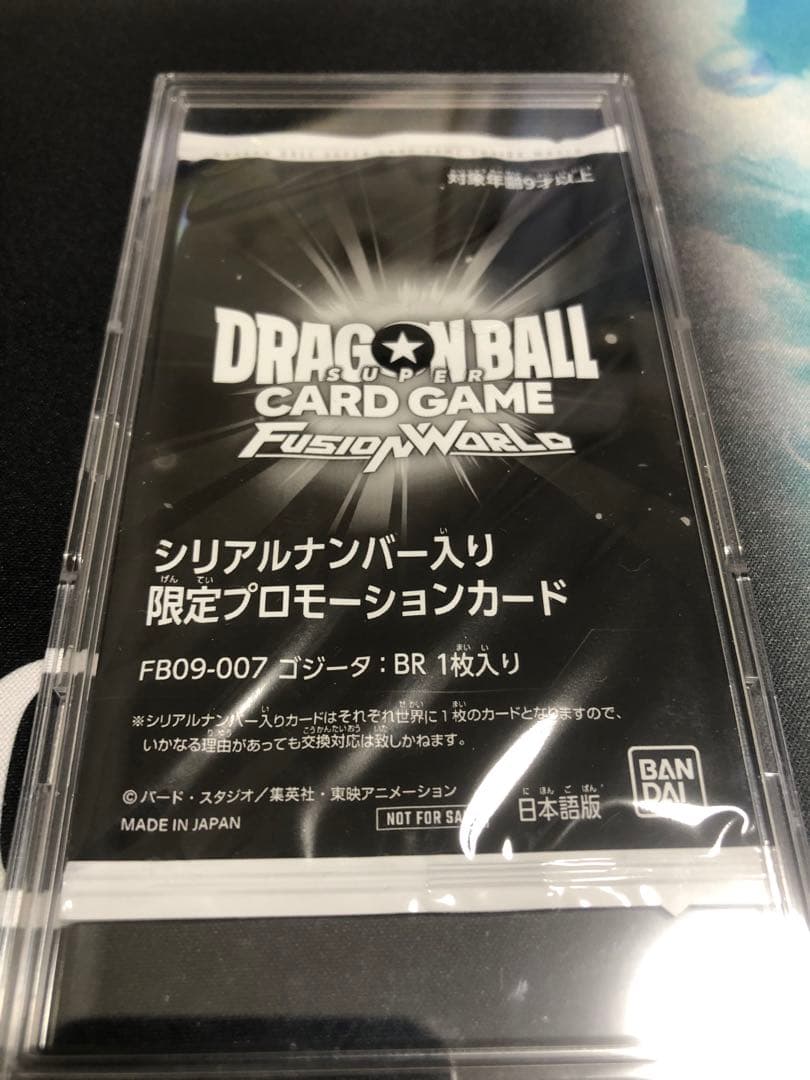 対象年齢9才以上
DRAGON BALL
SUPER
CARD GAME
FUSION WORLD
シリアルナンバー入り
限定プロモーションカード
FB09-007 ゴジータ：BR 1枚入り
※シリアルナンバー入りカードはそれぞれ世界に1枚のカードとなりますので、
いかなる理由があっても交換対応は致しかねます。
©バード・スタジオ／集英社・東映アニメーション
MADE IN JAPAN
NOT FOR SA
日本語版
BAN
DAI